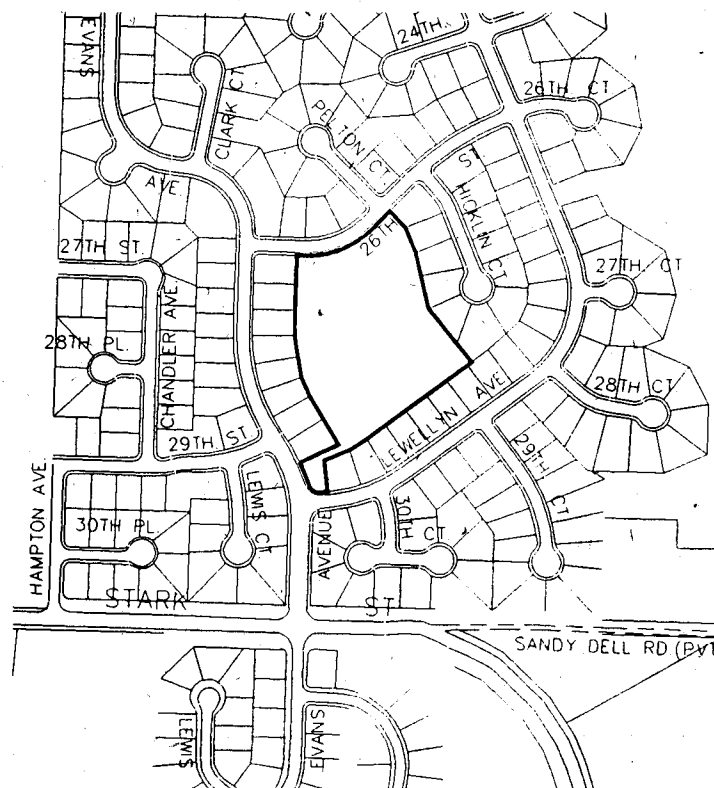 EVANS
24TH
CLARK CT
PELTON CT
26TH CT
AVE.
ST
26TH
HICKLIN CT
27TH ST.
27TH CT
CHANDLER AVE.
28TH PL.
28TH CT
LEWELLYN AVE
29TH ST.
29TH CT
HAMPTON AVE
LEWIS CT
30TH PL.
AVENUE
30TH CT
STARK ST
SANDY DELL RD (PVT
LEWIS
EVANS